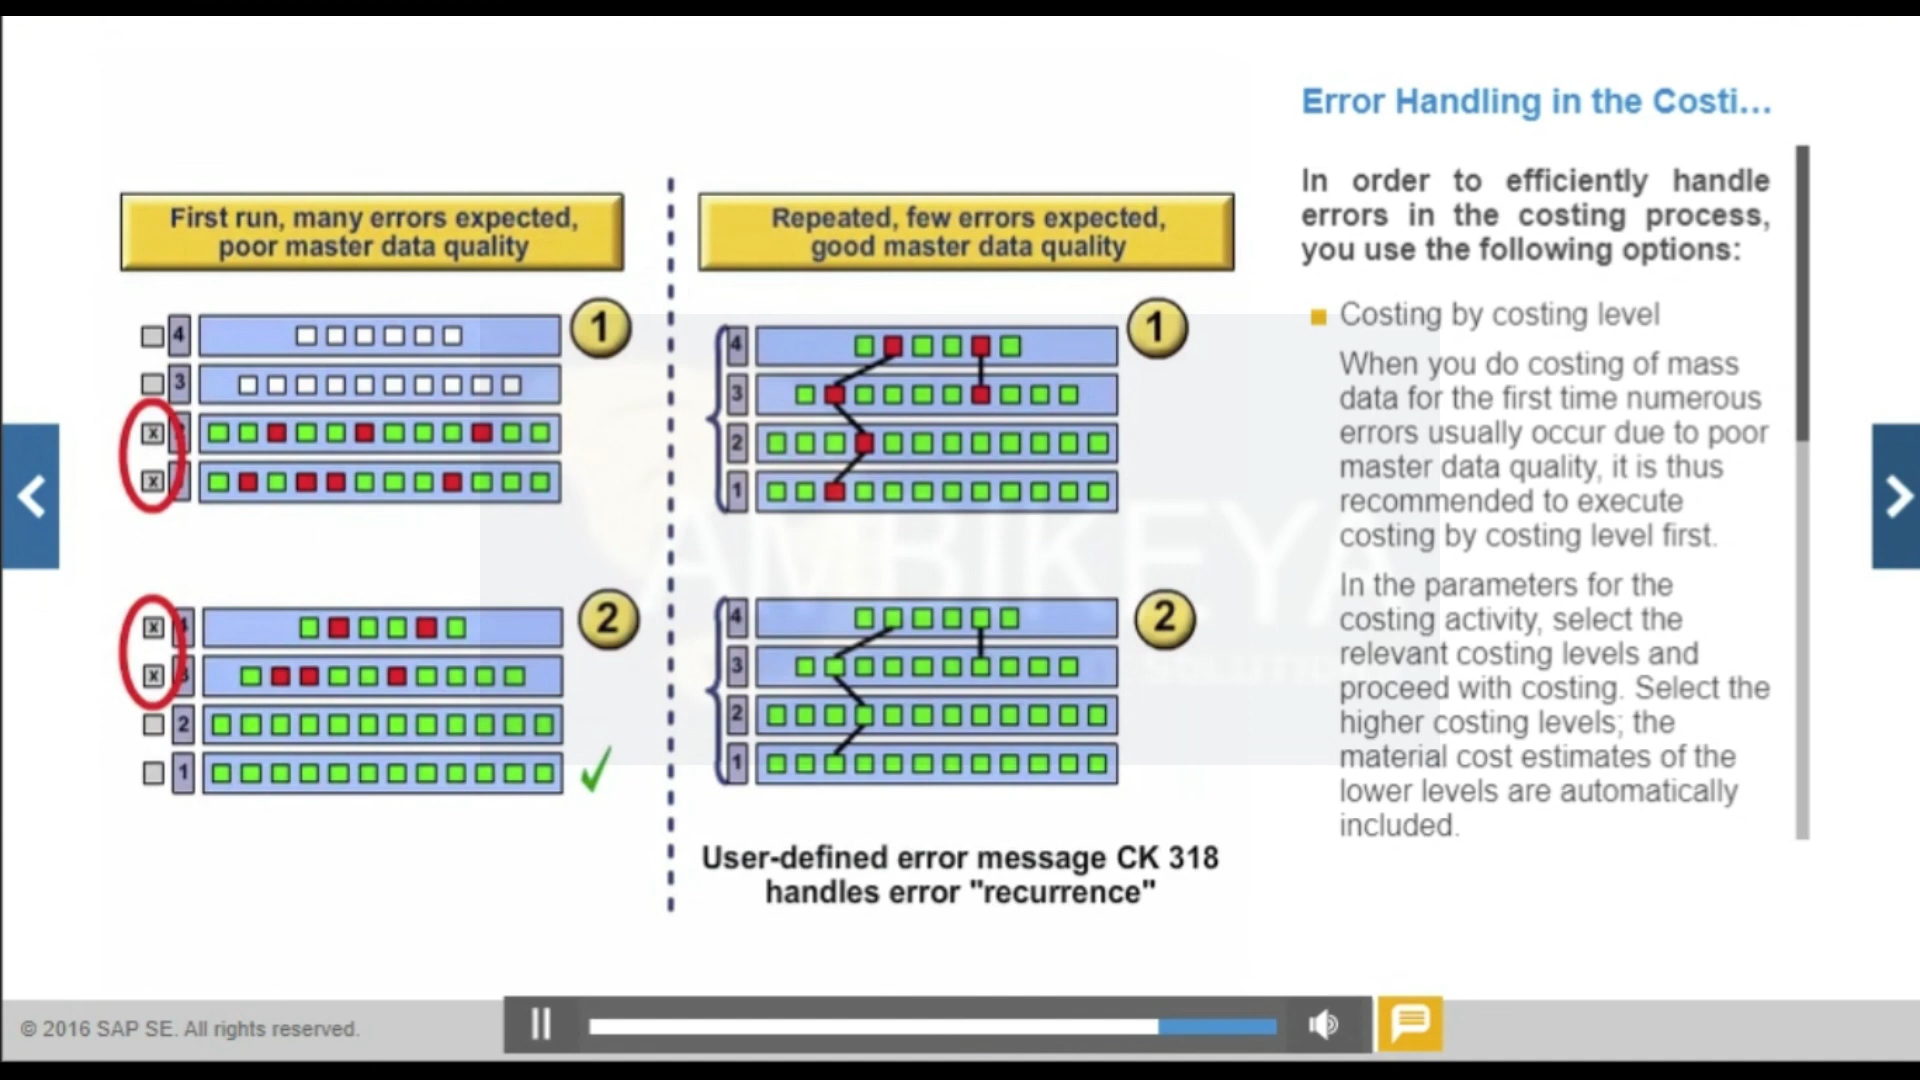 Error Handling in the Costi...
First run, many errors expected,
poor master data quality
4
1
3
x
x
x
4
2
x
2
1
Repeated, few errors expected,
good master data quality
4
1
3
2
1
4
2
3
2
1
User-defined error message CK 318
handles error "recurrence"
In order to efficiently handle
errors in the costing process,
you use the following options:
Costing by costing level
When you do costing of mass
data for the first time numerous
errors usually occur due to poor
master data quality, it is thus
recommended to execute
costing by costing level first.
In the parameters for the
costing activity, select the
relevant costing levels and
proceed with costing. Select the
higher costing levels; the
material cost estimates of the
lower levels are automatically
included.
AMBIKEYA
© 2016 SAP SE. All rights reserved.